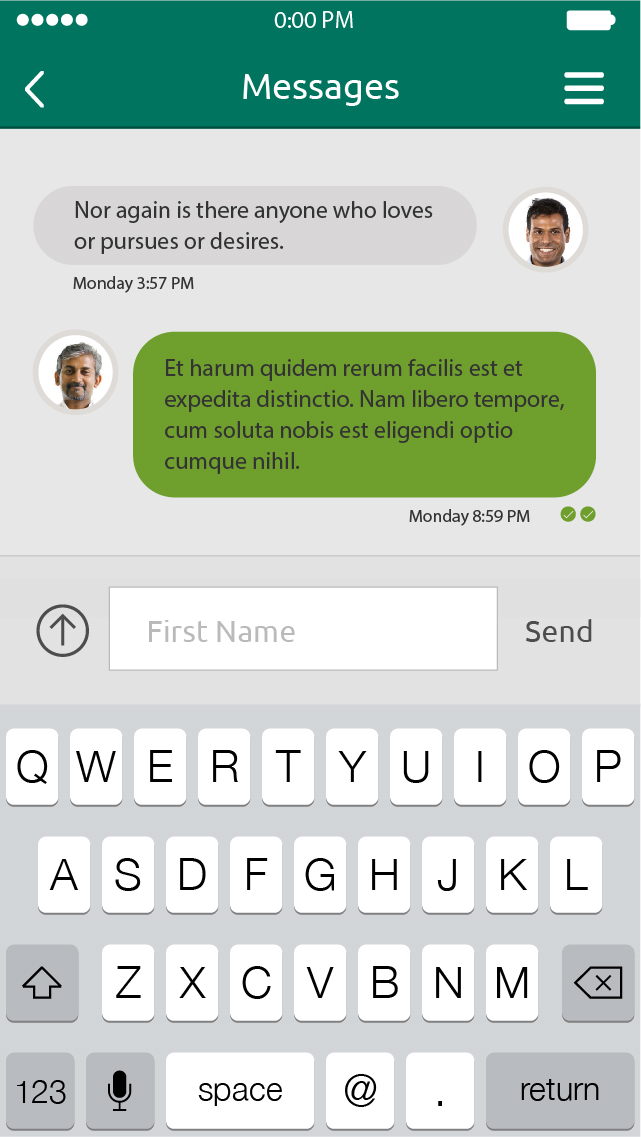 0:00 PM
Messages
Nor again is there anyone who loves
or pursues or desires.
Monday 3:57 PM
Et harum quidem rerum facilis est et
expedita distinctio. Nam libero tempore,
cum soluta nobis est eligendi optio
cumque nihil.
Monday 8:59 PM
First Name Send
Q W E R T Y U I O P
A S D F G H J K L
Z X C V B N M
123 space @ . return